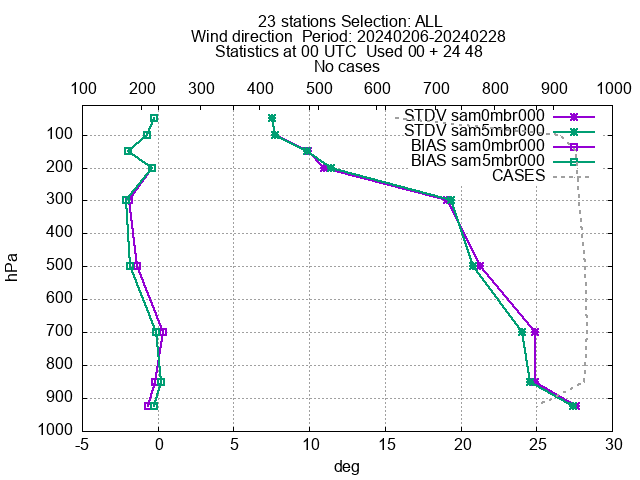 23 stations Selection: ALL
Wind direction  Period: 20240206-20240228
Statistics at 00 UTC  Used 00 + 24 48
No cases
100 200 300 400 500 600 700 800 900 1000
STDV sam0mbr000
STDV sam5mbr000
BIAS sam0mbr000
BIAS sam5mbr000
CASES
100
200
300
400
500
600
700
800
900
1000
hPa
-5 0 5 10 15 20 25 30
deg